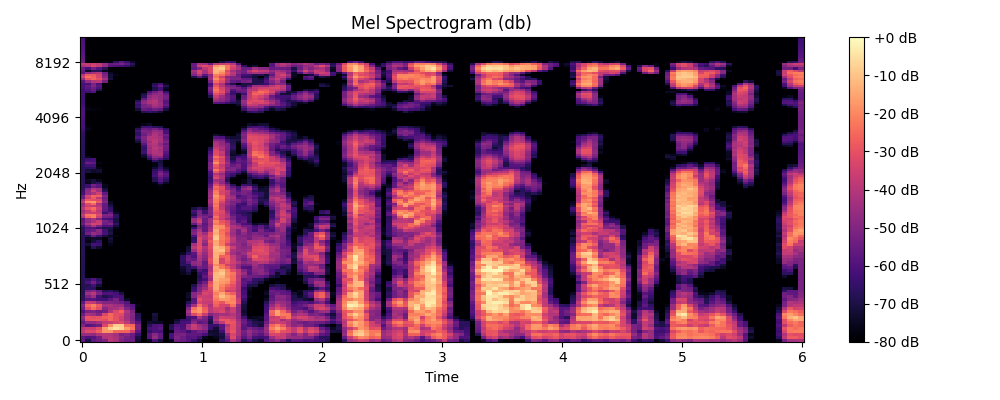 Mel Spectrogram (db)
Hz
8192
4096
2048
1024
512
0
0 1 2 3 4 5 6
Time
+0 dB
-10 dB
-20 dB
-30 dB
-40 dB
-50 dB
-60 dB
-70 dB
-80 dB